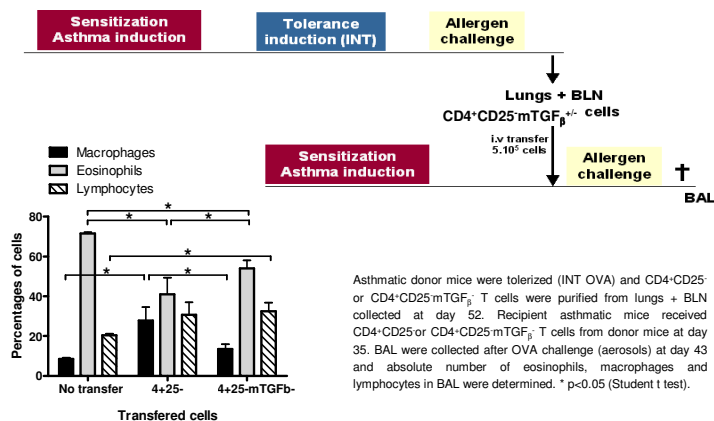 Sensitization
Asthma induction
Tolerance
induction (INT)
Allergen
challenge
Lungs + BLN
CD4+CD25-mTGFβ+/- cells
i.v transfer
5.10⁵ cells
Sensitization
Asthma induction
Allergen
challenge
†
BAL
Macrophages
Eosinophils
Lymphocytes
Percentages of cells
80
60
40
20
0
*
*
*
*
*
*
No transfer
4+25-
4+25-mTGFb-
Transfered cells
Asthmatic donor mice were tolerized (INT OVA) and CD4+CD25-
or CD4+CD25-mTGFβ- T cells were purified from lungs + BLN
collected at day 52. Recipient asthmatic mice received
CD4+CD25-or CD4+CD25-mTGFβ- T cells from donor mice at day
35. BAL were collected after OVA challenge (aerosols) at day 43
and absolute number of eosinophils, macrophages and
lymphocytes in BAL were determined. * p<0.05 (Student t test).